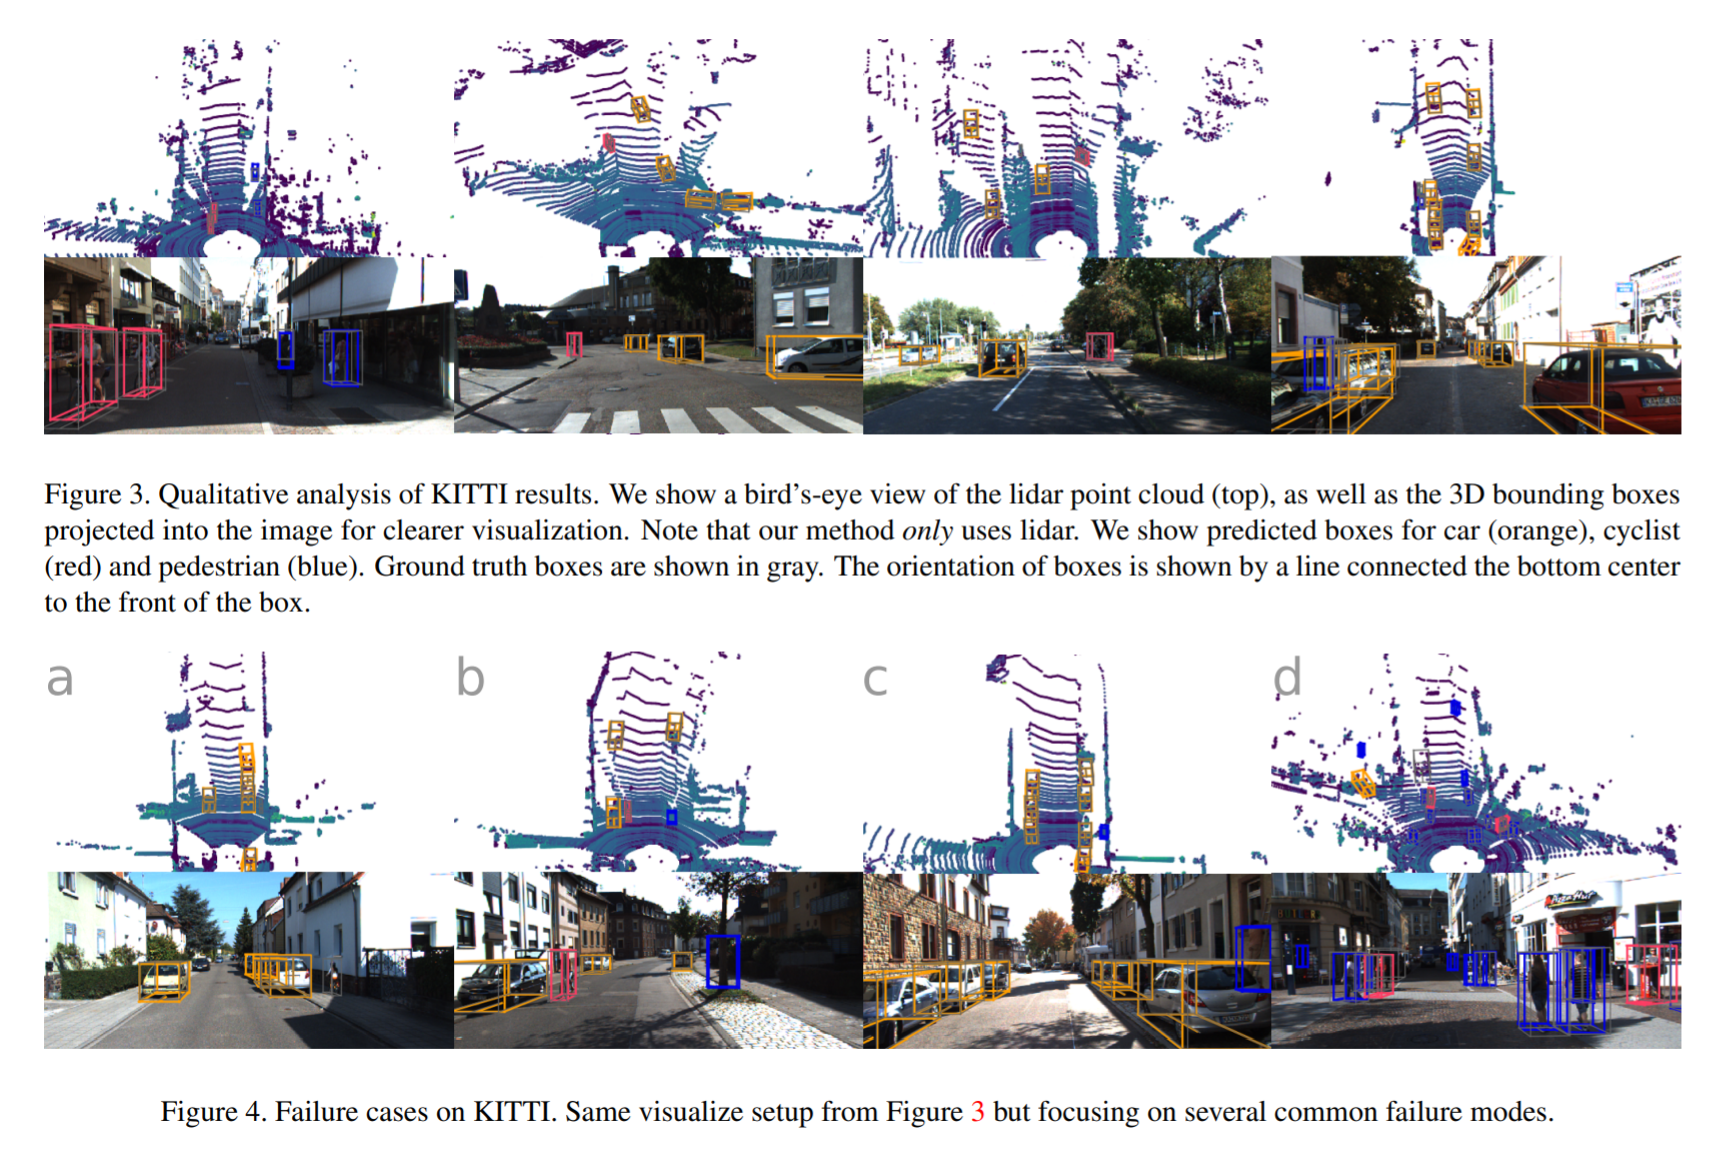 Figure 3. Qualitative analysis of KITTI results. We show a bird's-eye view of the lidar point cloud (top), as well as the 3D bounding boxes
projected into the image for clearer visualization. Note that our method only uses lidar. We show predicted boxes for car (orange), cyclist
(red) and pedestrian (blue). Ground truth boxes are shown in gray. The orientation of boxes is shown by a line connected the bottom center
to the front of the box.
a
b
c
d
Pizza Hut
Figure 4. Failure cases on KITTI. Same visualize setup from Figure 3 but focusing on several common failure modes.